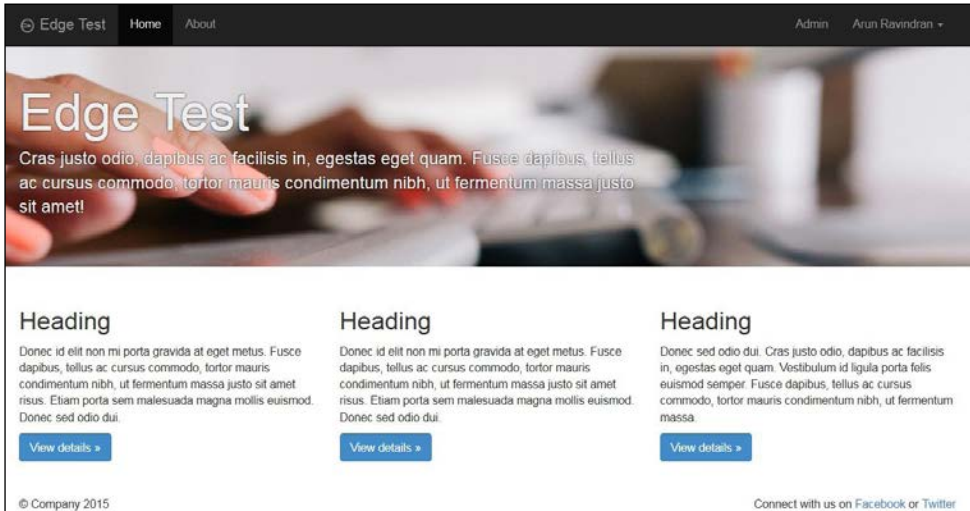 Edge Test Home About Admin Arun Ravindran
Edge Test
Cras justo odio, dapibus ac facilisis in, egestas eget quam. Fusce dapibus, tellus
ac cursus commodo, tortor mauris condimentum nibh, ut fermentum massa justo
sit amet!
Heading
Donec id elit non mi porta gravida at eget metus. Fusce
dapibus, tellus ac cursus commodo, tortor mauris
condimentum nibh, ut fermentum massa justo sit amet
risus. Etiam porta sem malesuada magna mollis euismod.
Donec sed odio dui.
View details »
Heading
Donec id elit non mi porta gravida at eget metus. Fusce
dapibus, tellus ac cursus commodo, tortor mauris
condimentum nibh, ut fermentum massa justo sit amet
risus. Etiam porta sem malesuada magna mollis euismod.
Donec sed odio dui.
View details »
Heading
Donec sed odio dui. Cras justo odio, dapibus ac facilisis
in, egestas eget quam. Vestibulum id ligula porta felis
euismod semper. Fusce dapibus, tellus ac cursus
commodo, tortor mauris condimentum nibh, ut fermentum
massa.
View details »
© Company 2015 Connect with us on Facebook or Twitter